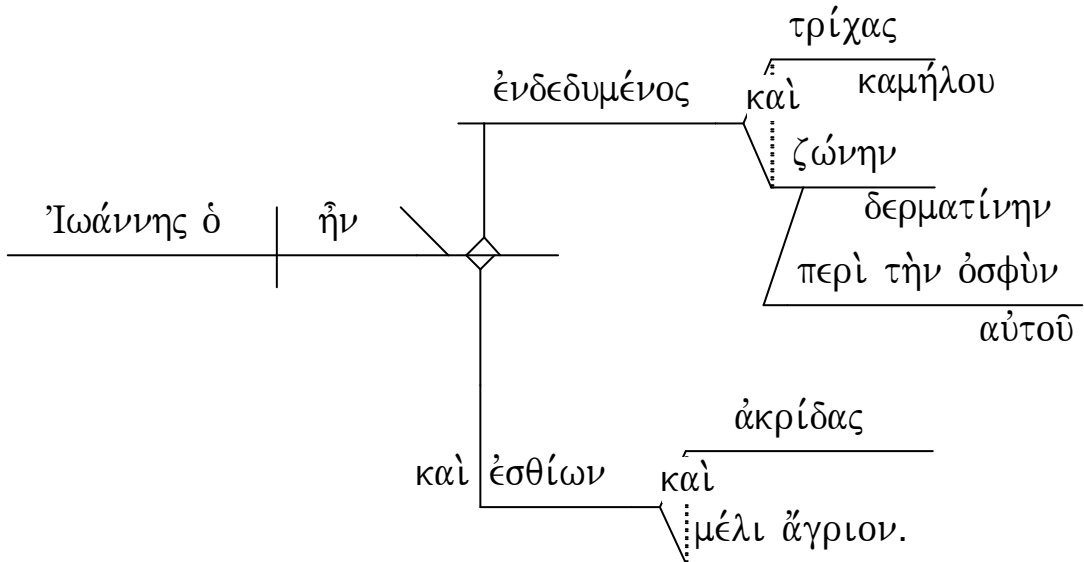 τρίχας
ἐνδεδυμένος καὶ καμήλου
ζώνην
Ἰωάννης ὁ ἦν δερματίνην
περὶ τὴν ὀσφὺν
αὐτοῦ
ἀκρίδας
καὶ ἐσθίων καὶ
μέλι ἄγριον.